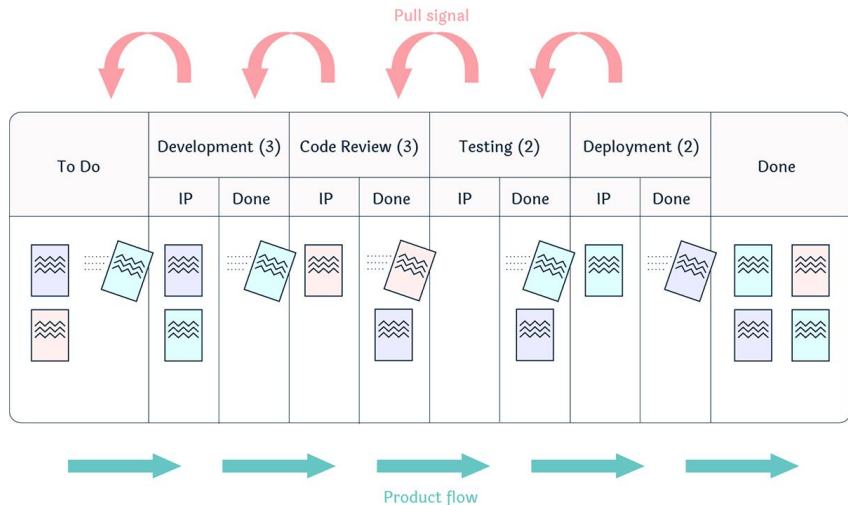 Pull signal
To Do
Development (3)
Code Review (3)
Testing (2)
Deployment (2)
Done
IP
Done
IP
Done
IP
Done
IP
Done
Product flow